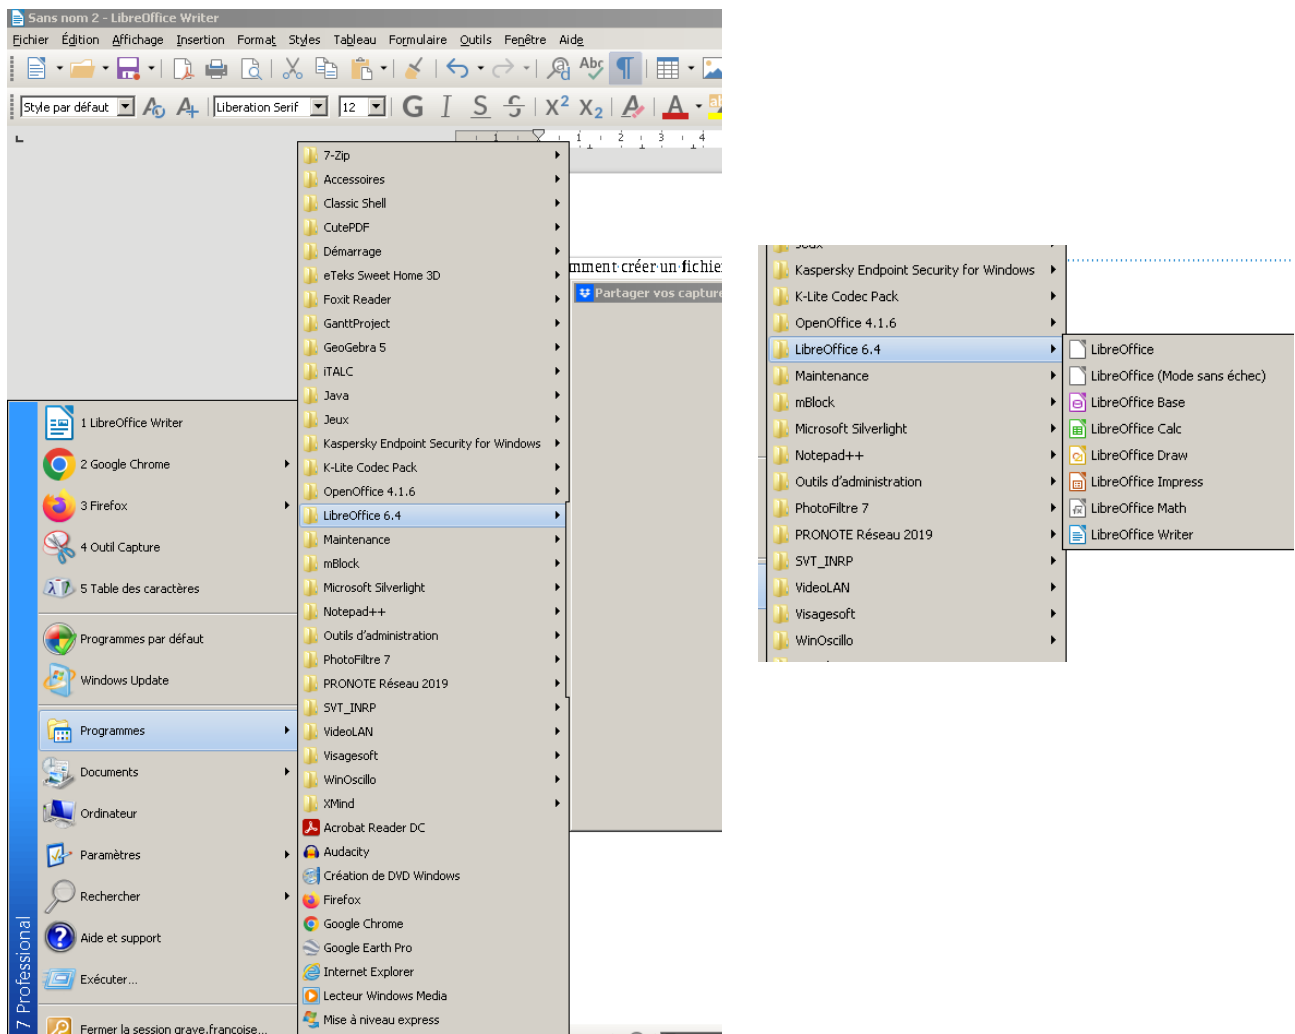 Sans nom 2 - LibreOffice Writer
Fichier Édition Affichage Insertion Format Styles Tableau Formulaire Outils Fenêtre Aide
Abc
Style par défaut Liberation Serif 12 G I S S X² X₂ A A
1 1 2 3 4
mment créer un fichie
Partager vos capture
7-Zip
Accessoires
Classic Shell
CutePDF
Démarrage
eTeks Sweet Home 3D
Foxit Reader
GanttProject
GeoGebra 5
iTALC
Java
Jeux
Kaspersky Endpoint Security for Windows
K-Lite Codec Pack
OpenOffice 4.1.6
LibreOffice 6.4
Maintenance
mBlock
Microsoft Silverlight
Notepad++
Outils d'administration
PhotoFiltre 7
PRONOTE Réseau 2019
SVT_INRP
VideoLAN
Visagesoft
WinOscillo
XMind
Acrobat Reader DC
Audacity
Création de DVD Windows
Firefox
Google Chrome
Google Earth Pro
Internet Explorer
Lecteur Windows Media
Mise à niveau express
1 LibreOffice Writer
2 Google Chrome
3 Firefox
4 Outil Capture
5 Table des caractères
Programmes par défaut
Windows Update
Programmes
Documents
Ordinateur
Paramètres
Rechercher
Aide et support
Exécuter...
Fermer la session grave.francoise...
7 Professional
Jeux
Kaspersky Endpoint Security for Windows
K-Lite Codec Pack
OpenOffice 4.1.6
LibreOffice 6.4
Maintenance
mBlock
Microsoft Silverlight
Notepad++
Outils d'administration
PhotoFiltre 7
PRONOTE Réseau 2019
SVT_INRP
VideoLAN
Visagesoft
WinOscillo
LibreOffice
LibreOffice (Mode sans échec)
LibreOffice Base
LibreOffice Calc
LibreOffice Draw
LibreOffice Impress
LibreOffice Math
LibreOffice Writer